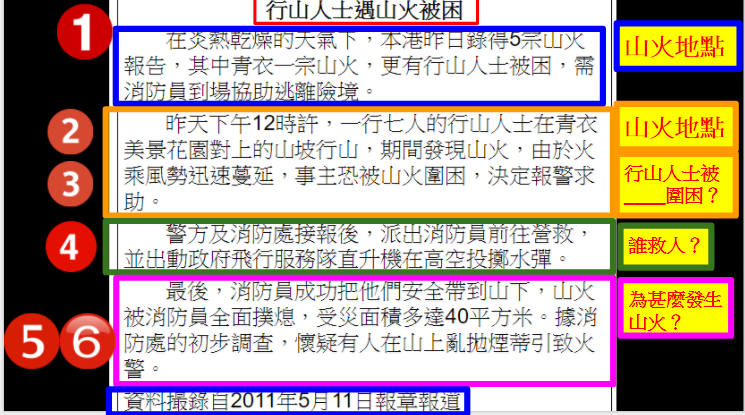 行山人士遇山火被困
1
在炎熱乾燥的天氣下，本港昨日錄得5宗山火
報告，其中青衣一宗山火，更有行山人士被困，需
消防員到場協助逃離險境。
山火地點
2
3
昨天下午12時許，一行七人的行山人士在青衣
美景花園對上的山坡行山，期間發現山火，由於火
乘風勢迅速蔓延，事主恐被山火圍困，決定報警求
助。
山火地點
行山人士被
____圍困？
4
警方及消防處接報後，派出消防員前往營救，
並出動政府飛行服務隊直升機在高空投擲水彈。
誰救人？
5 6
最後，消防員成功把他們安全帶到山下，山火
被消防員全面撲熄，受災面積多達40平方米。據消
防處的初步調查，懷疑有人在山上亂拋煙蒂引致火
警。
為甚麼發生
山火？
資料撮錄自2011年5月11日報章報道